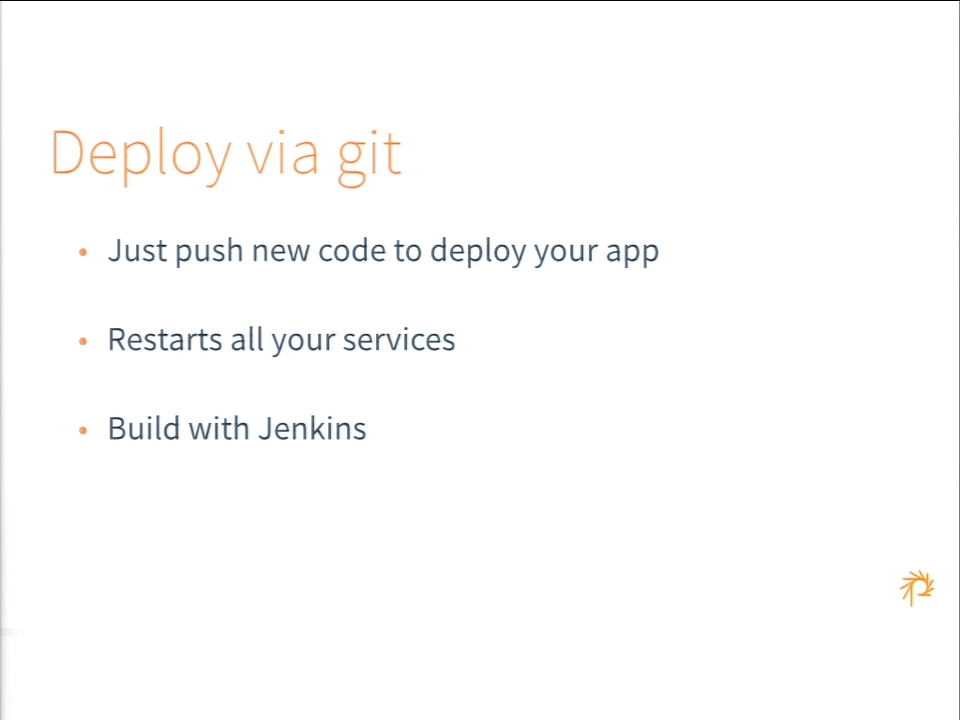 Deploy via git
• Just push new code to deploy your app
• Restarts all your services
• Build with Jenkins